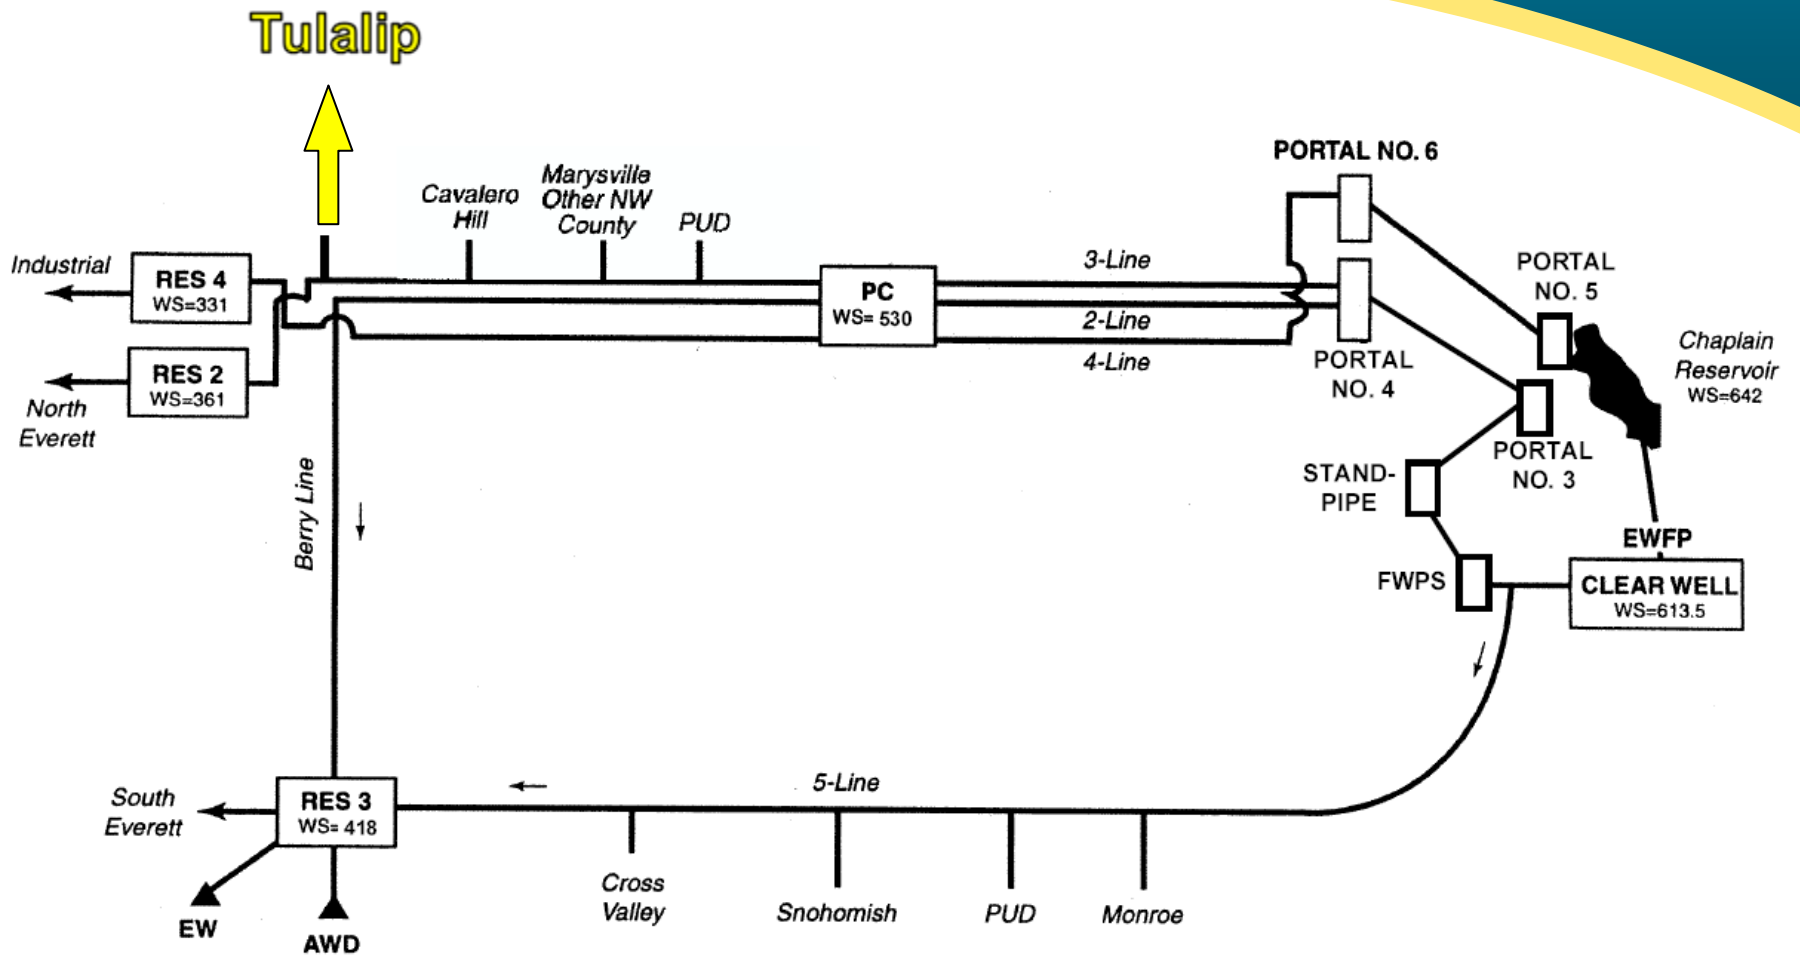 Tulalip
PORTAL NO. 6
Marysville
Other NW
County
Cavalero
Hill
PUD
Industrial
RES 4
WS=331
PC
WS= 530
3-Line
2-Line
4-Line
PORTAL
NO. 5
PORTAL
NO. 4
Chaplain
Reservoir
WS=642
RES 2
WS=361
North
Everett
PORTAL
NO. 3
STAND-
PIPE
Berry Line
EWFP
FWPS
CLEAR WELL
WS=613.5
5-Line
South
Everett
RES 3
WS= 418
Cross
Valley
Snohomish
PUD
Monroe
EW
AWD